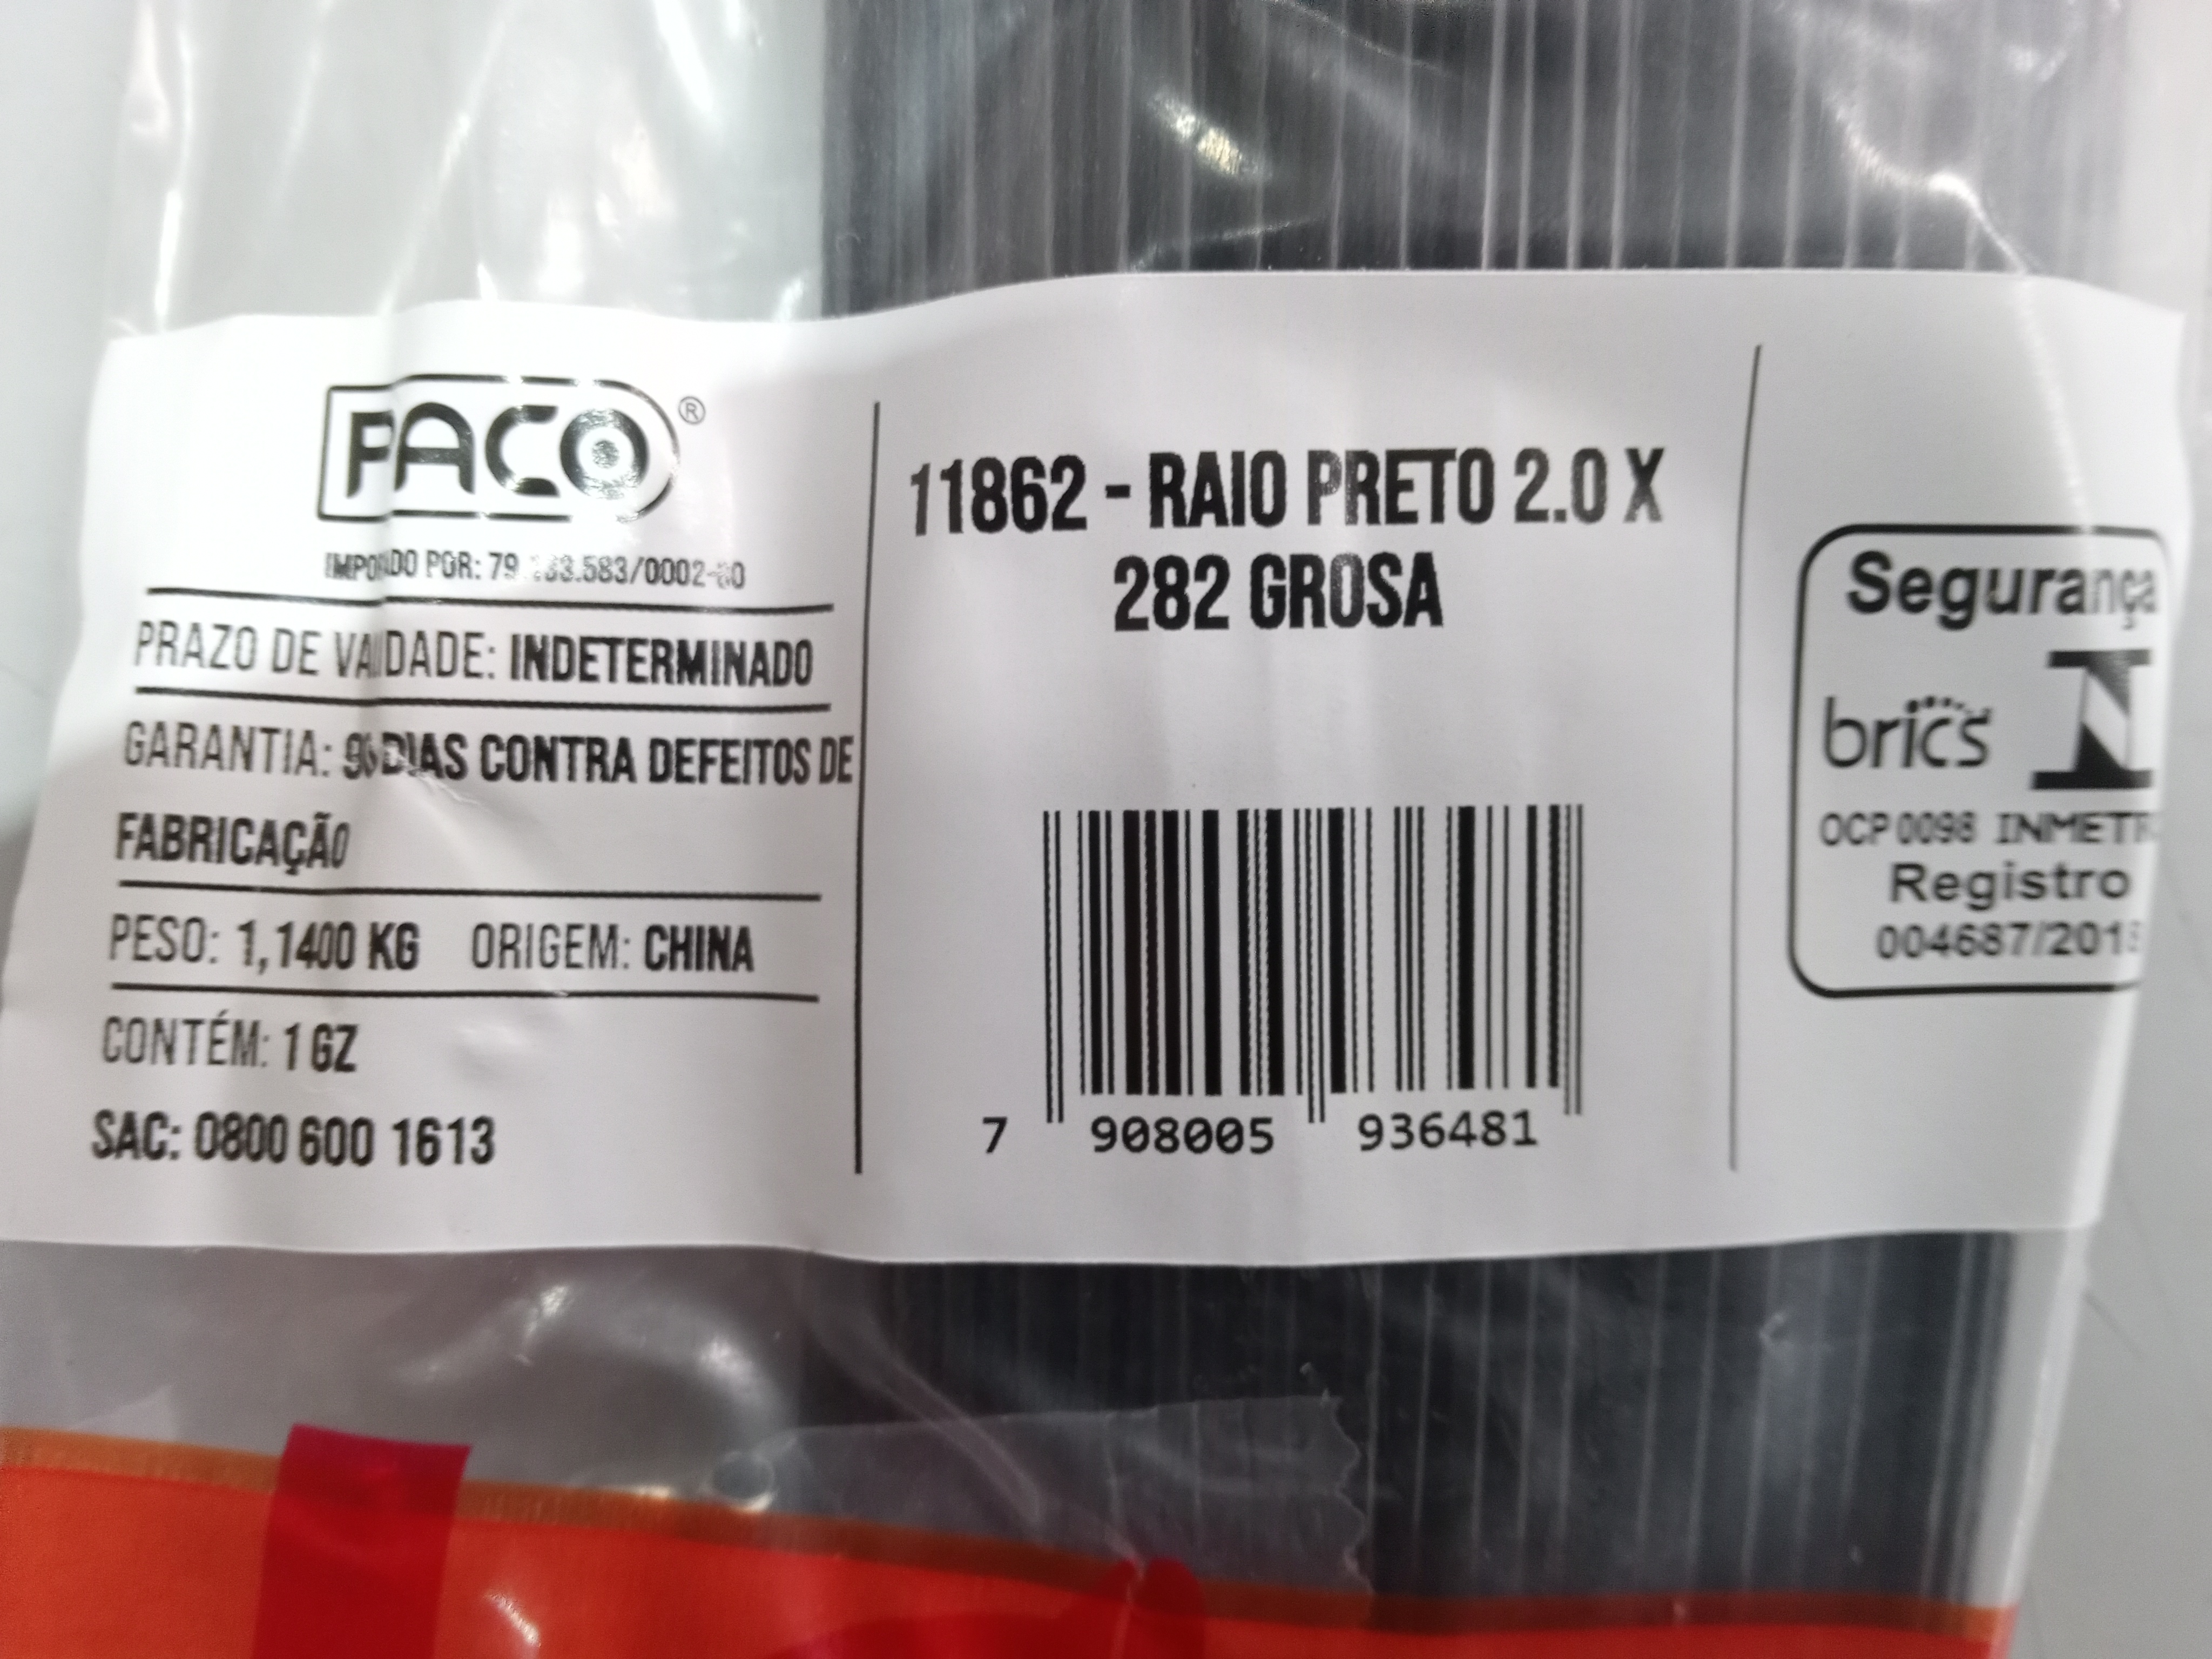 PACO®
PRAZO DE VALIDADE: INDETERMINADO
GARANTIA: DIAS CONTRA DEFEITOS DE
FABRICAÇÃO
PESO: 1,1400 KG ORIGEM: CHINA
CONTÉM: 1 GZ
SAC: 0800 600 1613
11862 - RAIO PRETO 2.0 X
282 GROSA
7 908005 936481
Segurança
brics
OCP 0098 INMETR
Registro